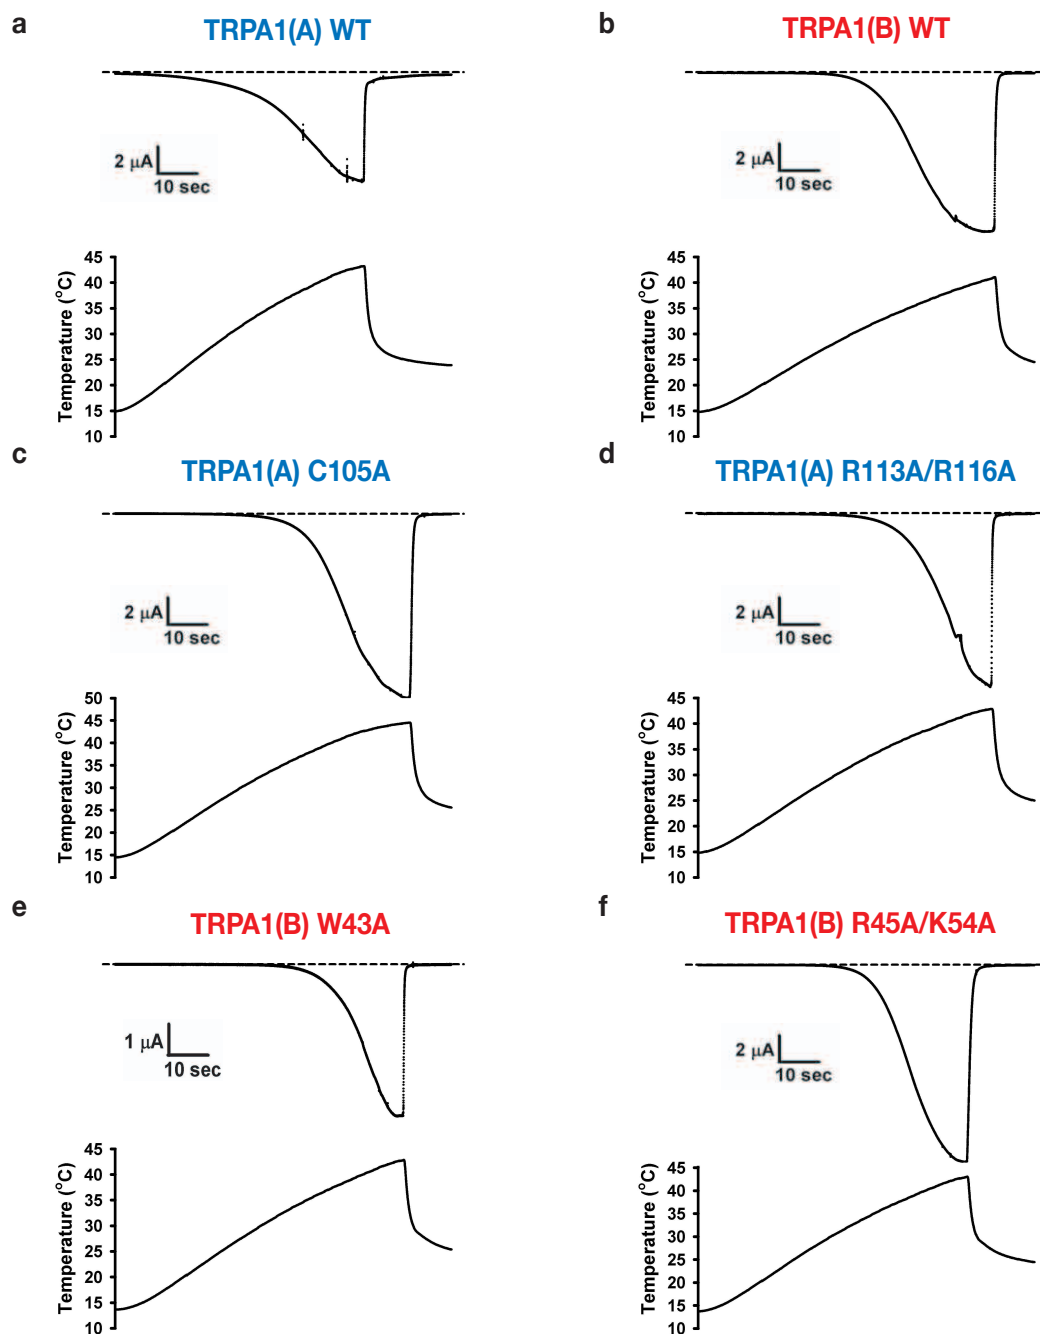 a
TRPA1(A) WT
2 µA
10 sec
Temperature (°C)
45
40
35
30
25
20
15
10
b
TRPA1(B) WT
2 µA
10 sec
Temperature (°C)
45
40
35
30
25
20
15
10
c
TRPA1(A) C105A
2 µA
10 sec
Temperature (°C)
50
45
40
35
30
25
20
15
10
d
TRPA1(A) R113A/R116A
2 µA
10 sec
Temperature (°C)
45
40
35
30
25
20
15
10
e
TRPA1(B) W43A
1 µA
10 sec
Temperature (°C)
45
40
35
30
25
20
15
10
f
TRPA1(B) R45A/K54A
2 µA
10 sec
Temperature (°C)
45
40
35
30
25
20
15
10